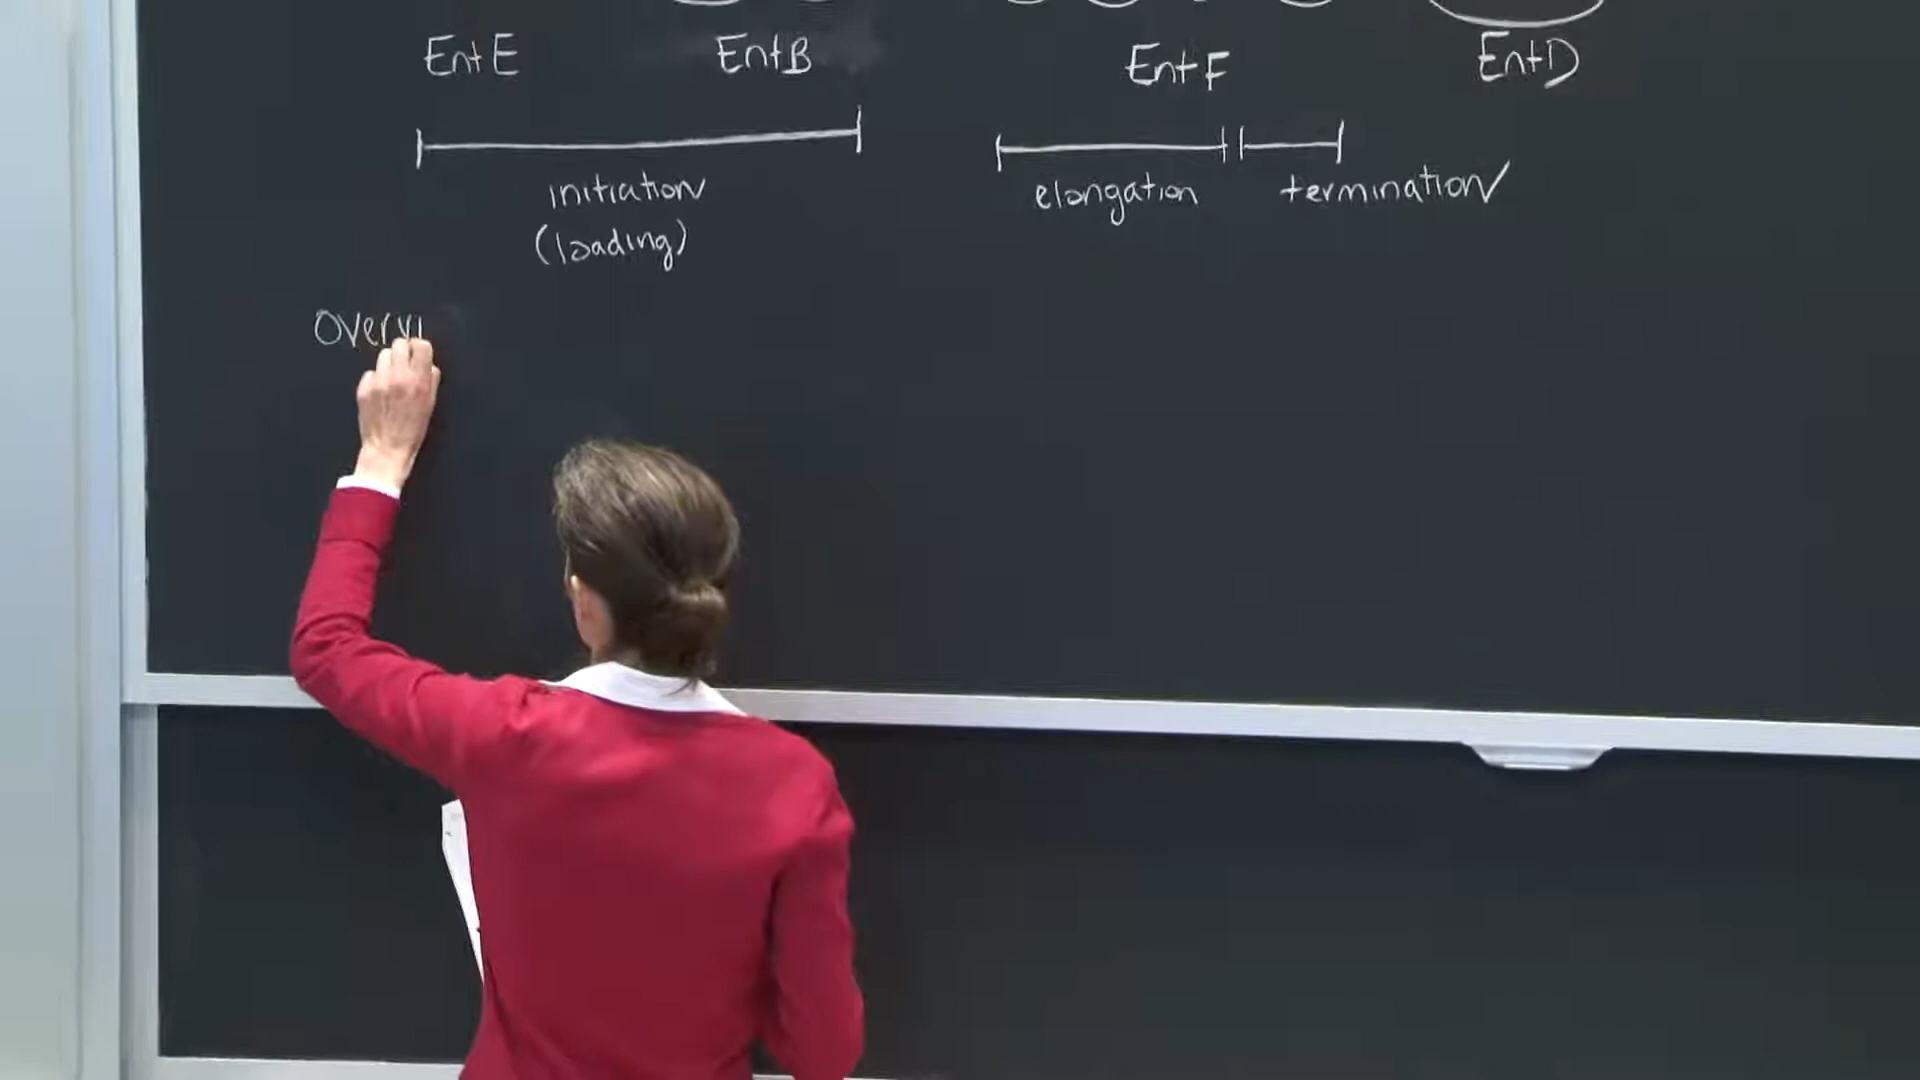 EntE EntB EntF EntD
initiation elongation termination
(loading)
Overvi